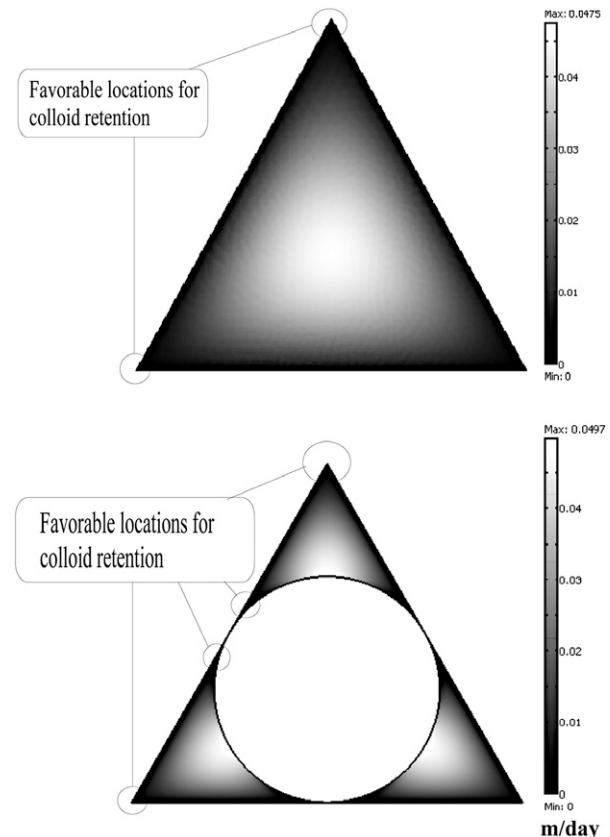 Max: 0.0475
Favorable locations for
colloid retention
0.04
0.03
0.02
0.01
0
Min: 0
Max: 0.0497
Favorable locations for
colloid retention
0.04
0.03
0.02
0.01
0
Min: 0
m/day